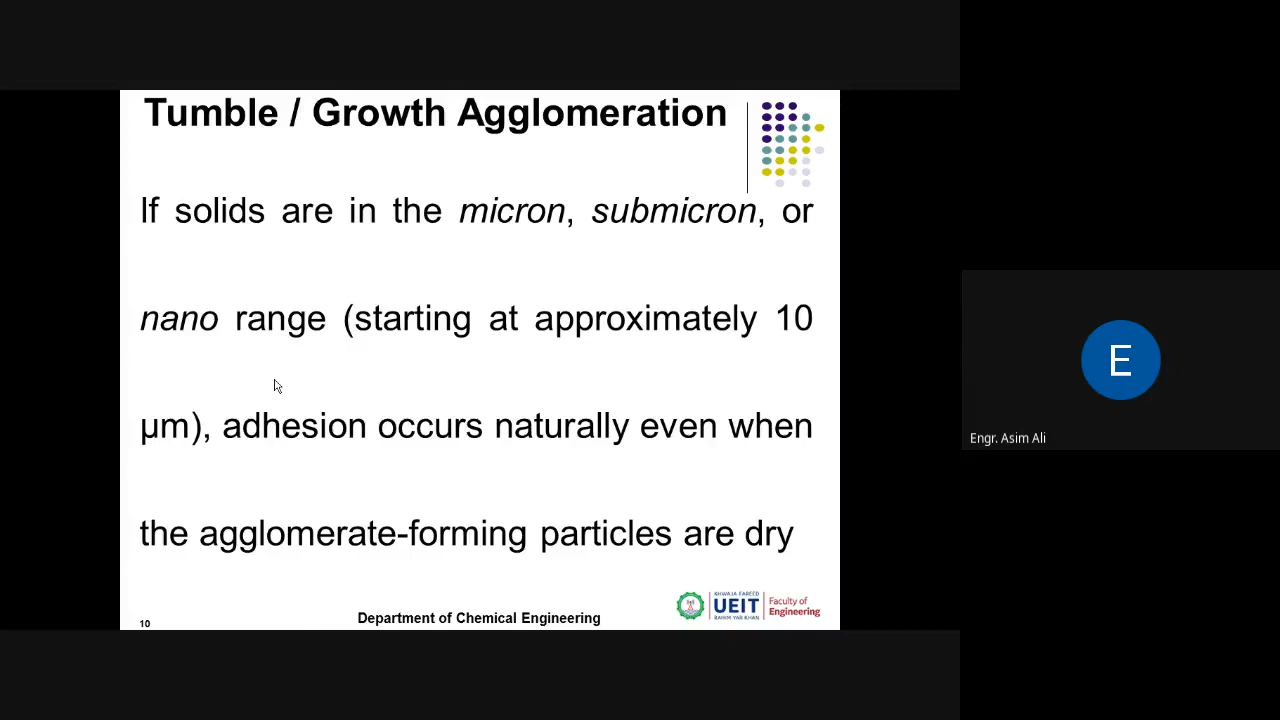 Tumble / Growth Agglomeration
If solids are in the micron, submicron, or
nano range (starting at approximately 10
µm), adhesion occurs naturally even when
the agglomerate-forming particles are dry
10
Department of Chemical Engineering
KHWAJA FAREED
UEIT
RAHIM YAR KHAN
Faculty of
Engineering
E
Engr. Asim Ali